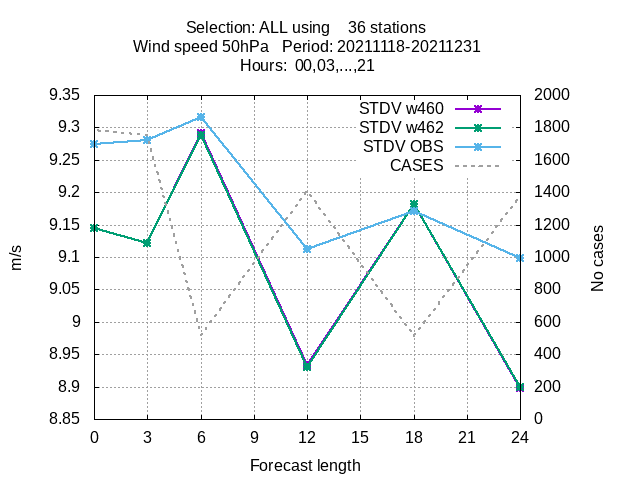 Selection: ALL using    36 stations
Wind speed 50hPa   Period: 20211118-20211231
Hours:  00,03,...,21
9.35
9.3
9.25
9.2
9.15
9.1
9.05
9
8.95
8.9
8.85
m/s
STDV w460
STDV w462
STDV OBS
CASES
2000
1800
1600
1400
1200
1000
800
600
400
200
0
No cases
0 3 6 9 12 15 18 21 24
Forecast length